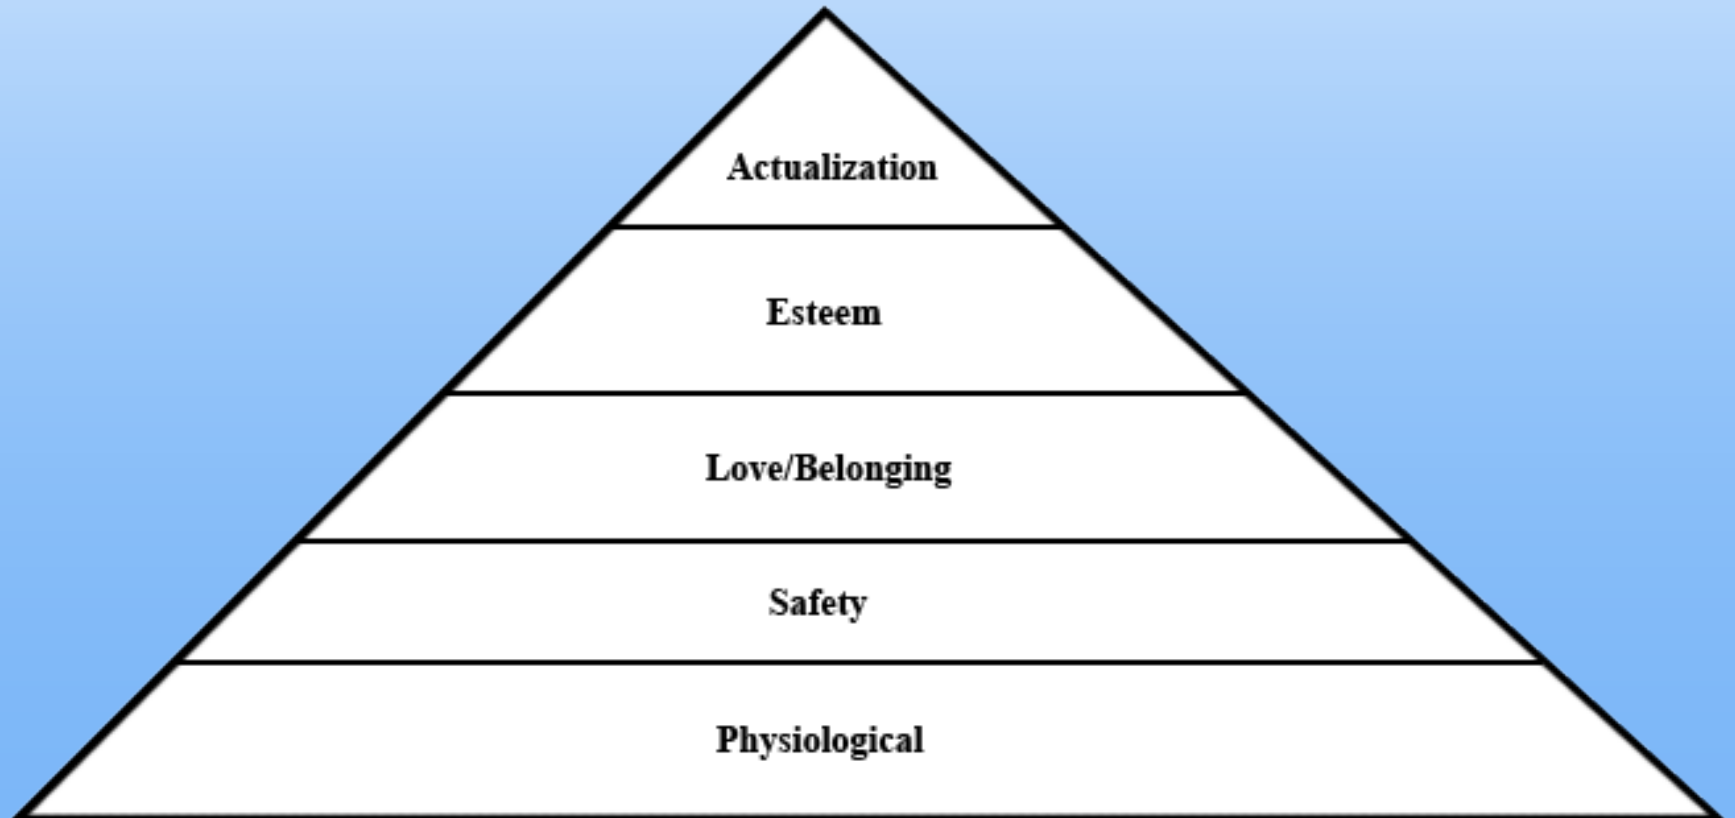 Actualization
Esteem
Love/Belonging
Safety
Physiological